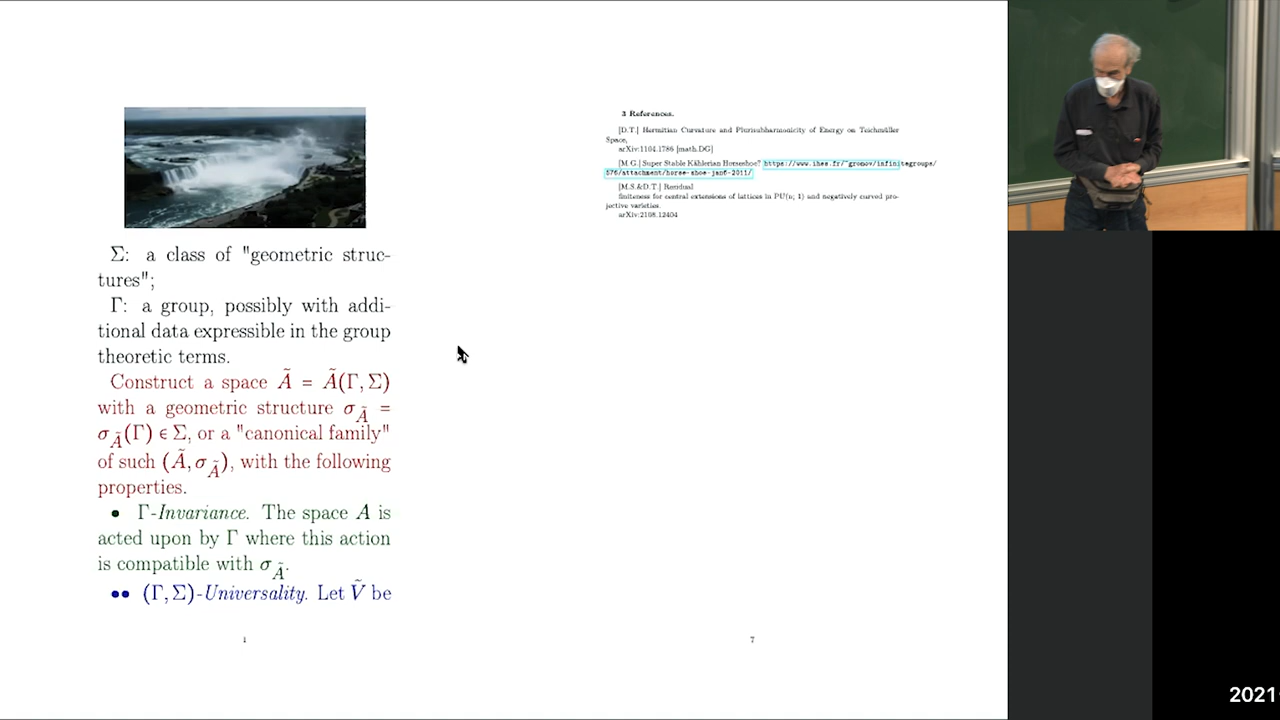 Σ: a class of "geometric struc-
tures";
Γ: a group, possibly with addi-
tional data expressible in the group
theoretic terms.
Construct a space Ã = Ã(Γ, Σ)
with a geometric structure σ_Ã =
σ_Ã(Γ) ∈ Σ, or a "canonical family"
of such (Ã, σ_Ã), with the following
properties.
• Γ-Invariance. The space A is
acted upon by Γ where this action
is compatible with σ_Ã.
•• (Γ, Σ)-Universality. Let Ṽ be
1
3 References.
[D.T.] Hermitian Curvature and Plurisubharmonicity of Energy on Teichmüller
Space,
arXiv:1104.1786 [math.DG]
[M.G.] Super Stable Kählerian Horseshoe? https://www.ihes.fr/~gromov/infinitegroups/
576/attachment/horse-shoe-jan6-2011/
[M.S.&D.T.] Residual
finiteness for central extensions of lattices in PU(n; 1) and negatively curved pro-
jective varieties.
arXiv:2108.12404
7
2021